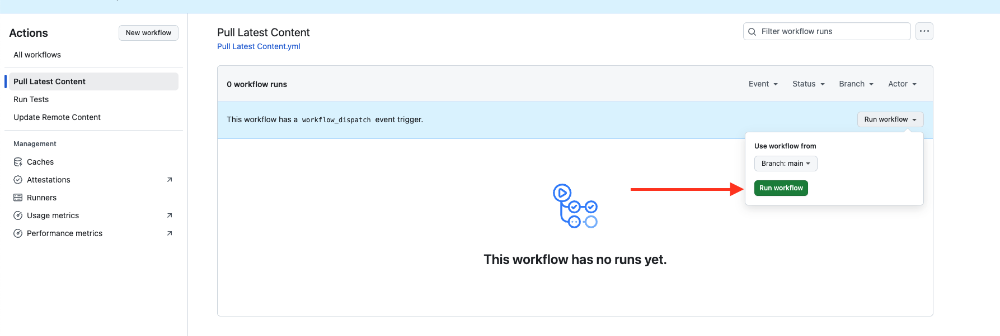 Actions
New workflow
All workflows
Pull Latest Content
Run Tests
Update Remote Content
Management
Caches
Attestations
Runners
Usage metrics
Performance metrics
Pull Latest Content
Pull Latest Content.yml
Filter workflow runs
0 workflow runs
Event
Status
Branch
Actor
This workflow has a workflow_dispatch event trigger.
Run workflow
Use workflow from
Branch: main
Run workflow
This workflow has no runs yet.